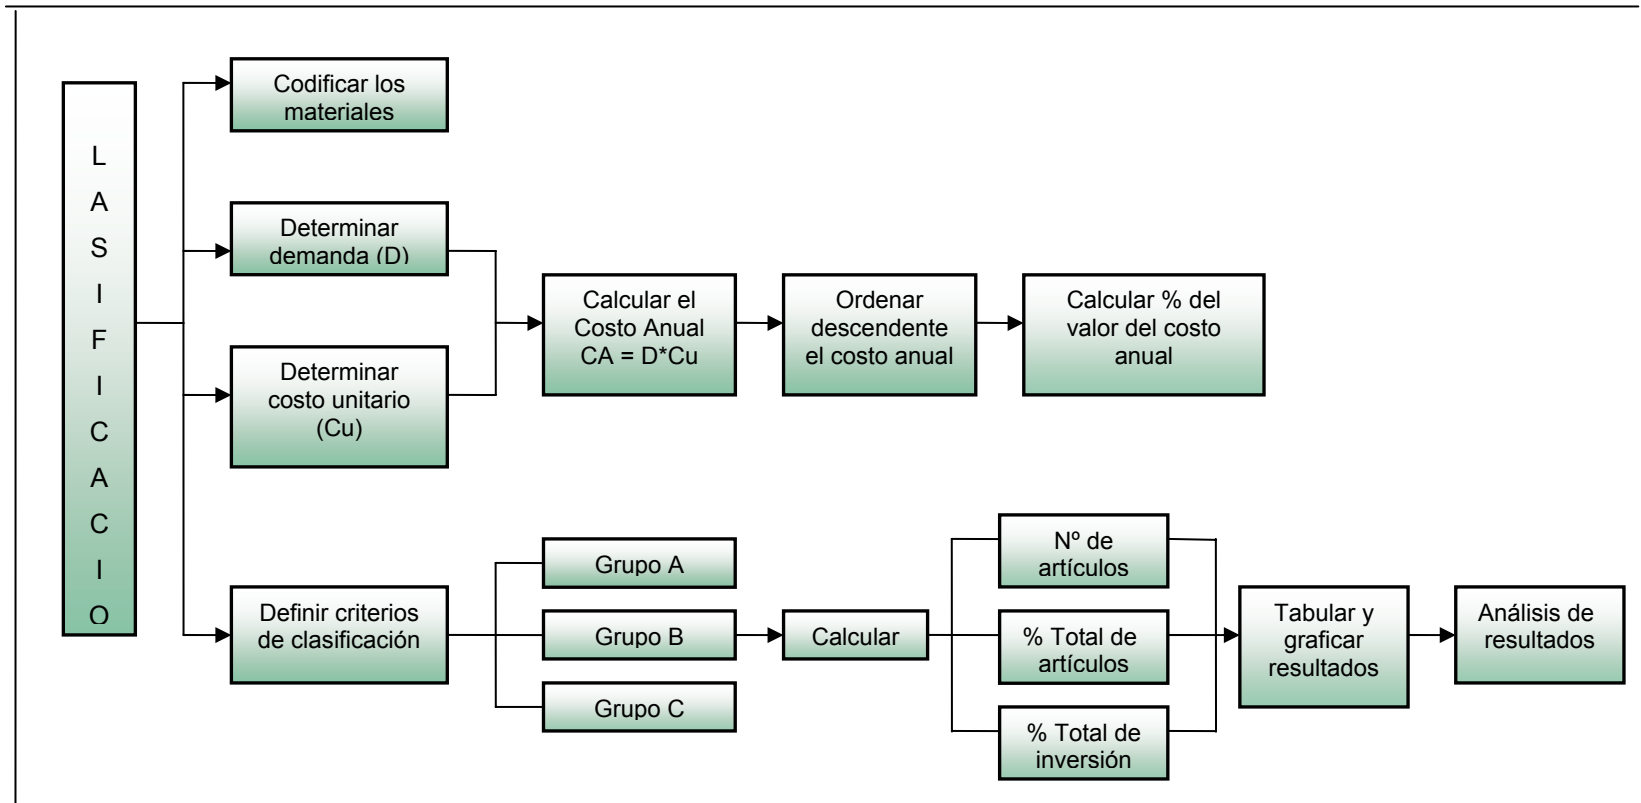 L
A
S
I
F
I
C
A
C
I
O
Codificar los
materiales
Determinar
demanda (D)
Determinar
costo unitario
(Cu)
Calcular el
Costo Anual
CA = D*Cu
Ordenar
descendente
el costo anual
Calcular % del
valor del costo
anual
Definir criterios
de clasificación
Grupo A
Grupo B
Grupo C
Calcular
Nº de
artículos
% Total de
artículos
% Total de
inversión
Tabular y
graficar
resultados
Análisis de
resultados